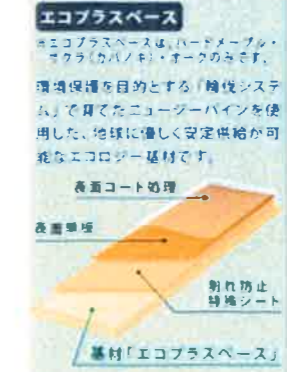 エコプラスベース
※エコプラスベースは、ハードメープル・
サクラ(カバノキ)・オークのみです。
環境保護を目的とする「輪伐システ
ム」で育てたニュージーパインを使
用した、地球に優しく安定供給が可
能なエコロジー基材です。
表面コート処理
表面単板
割れ防止
特殊シート
基材「エコプラスベース」